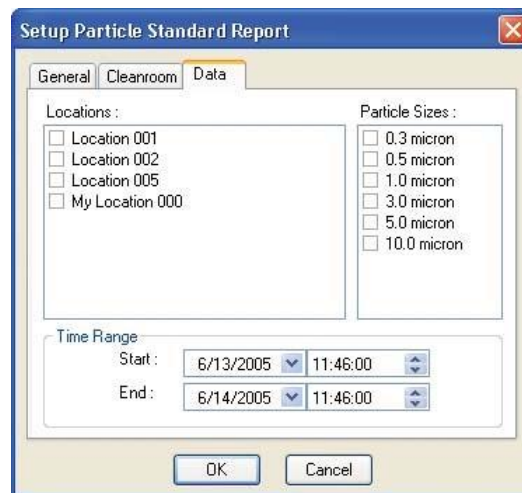 Setup Particle Standard Report
General Cleanroom Data
Locations :
Location 001
Location 002
Location 005
My Location 000
Particle Sizes :
0.3 micron
0.5 micron
1.0 micron
3.0 micron
5.0 micron
10.0 micron
Time Range
Start : 6/13/2005 11:46:00
End : 6/14/2005 11:46:00
OK Cancel